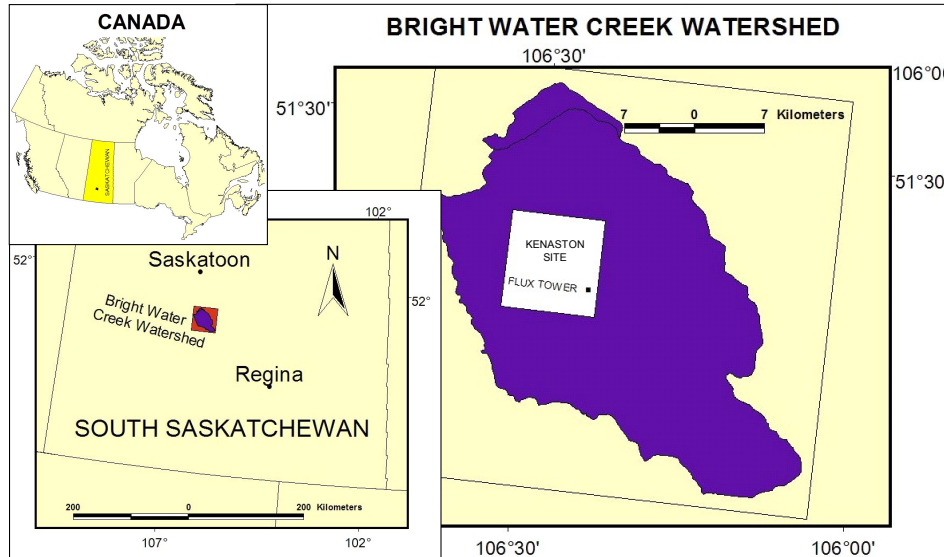 CANADA
SASKATCHEWAN
BRIGHT WATER CREEK WATERSHED
106°30'
106°00
51°30'
7 0 7 Kilometers
51°30'
KENASTON
SITE
FLUX TOWER
102°
52°
Saskatoon
N
52°
Bright Water
Creek Watershed
Regina
SOUTH SASKATCHEWAN
200 0 200 Kilometers
107°
102°
106°30'
106°00'